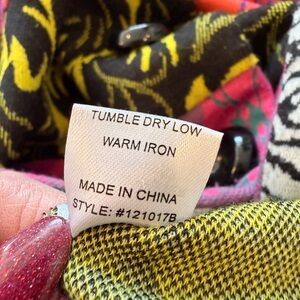 TUMBLE DRY LOW
WARM IRON
MADE IN CHINA
STYLE: #121017B